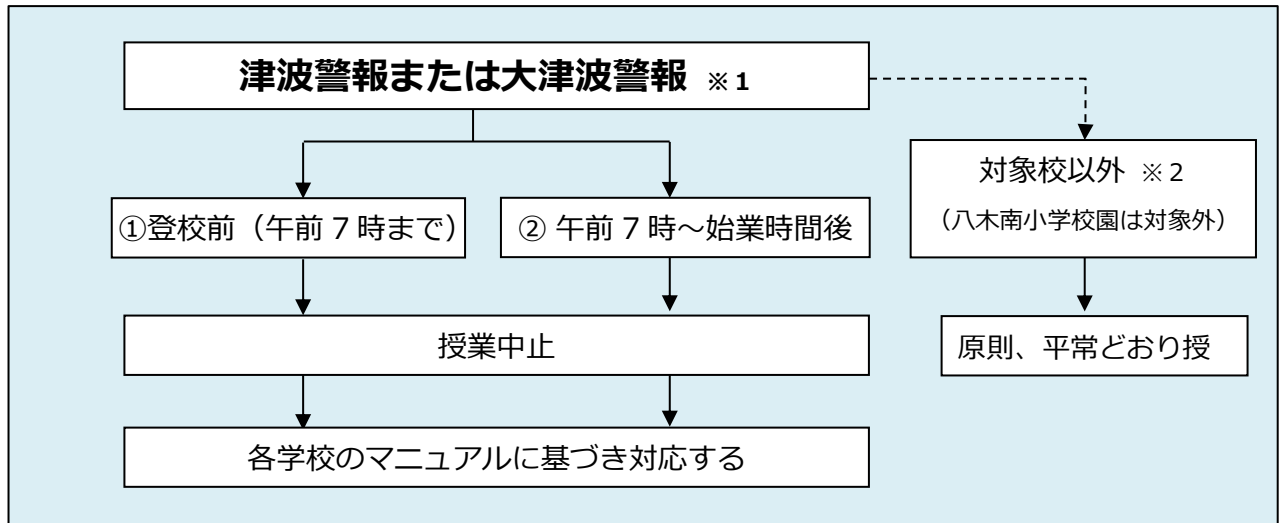 津波警報または大津波警報 ※1
①登校前（午前7時まで）
② 午前7時～始業時間後
対象校以外 ※2
（八木南小学校園は対象外）
授業中止
原則、平常どおり授
各学校のマニュアルに基づき対応する